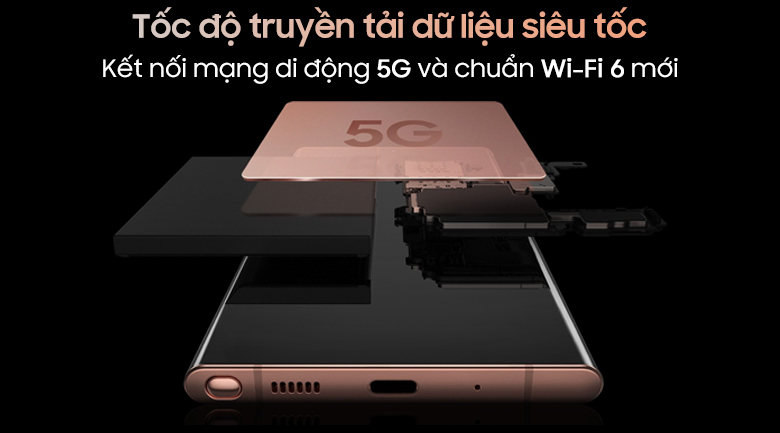 Tốc độ truyền tải dữ liệu siêu tốc
Kết nối mạng di động 5G và chuẩn Wi-Fi 6 mới
5G